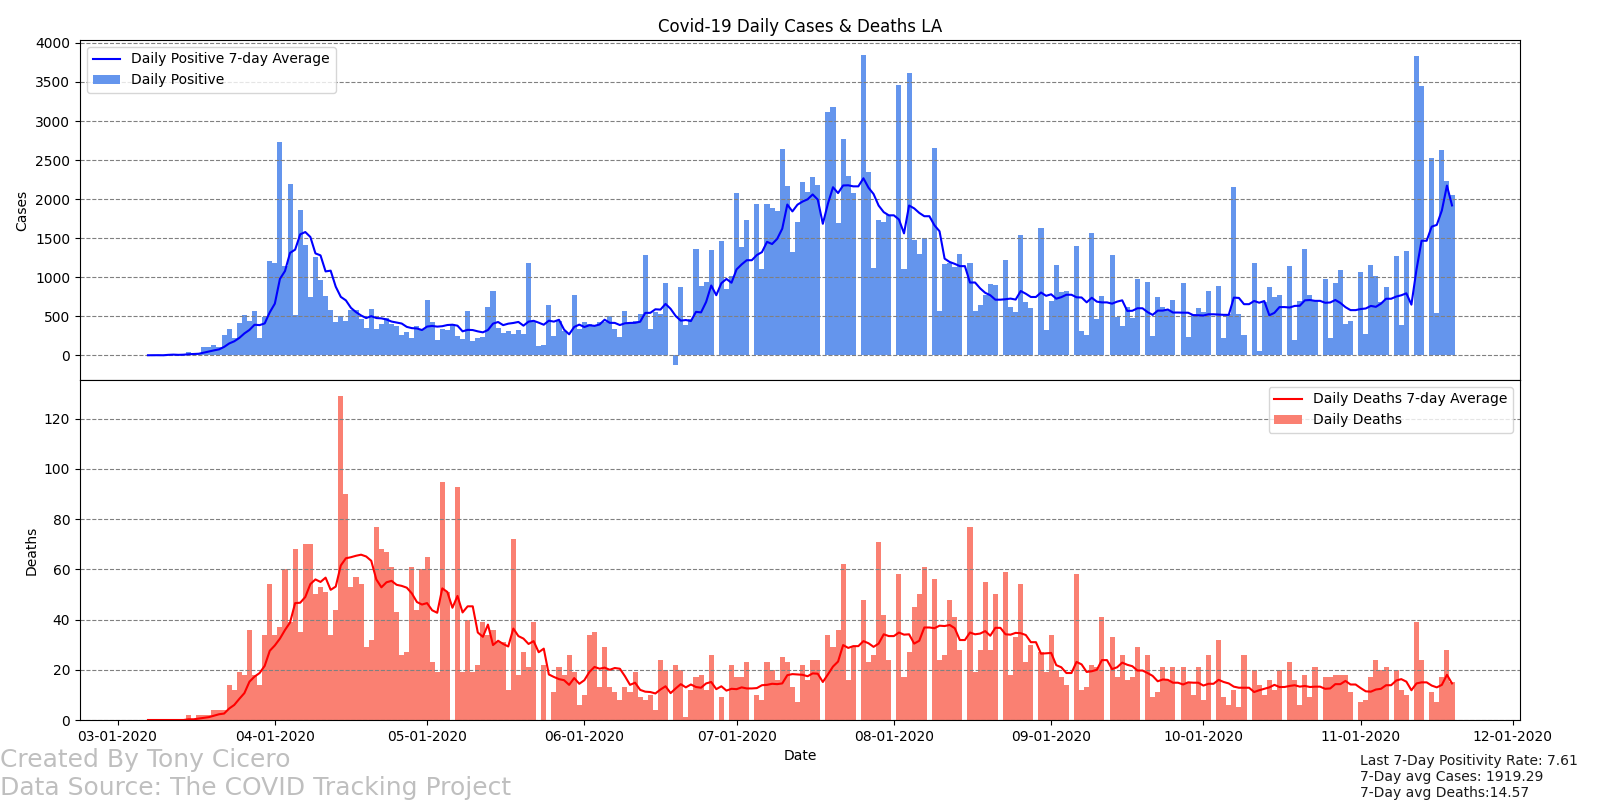 Covid-19 Daily Cases & Deaths LA
4000
3500
3000
2500
2000
1500
1000
500
0
Cases
Daily Positive 7-day Average
Daily Positive
120
100
80
60
40
20
0
Deaths
Daily Deaths 7-day Average
Daily Deaths
03-01-2020 04-01-2020 05-01-2020 06-01-2020 07-01-2020 08-01-2020 09-01-2020 10-01-2020 11-01-2020 12-01-2020
Date
Created By Tony Cicero
Data Source: The COVID Tracking Project
Last 7-Day Positivity Rate: 7.61
7-Day avg Cases: 1919.29
7-Day avg Deaths:14.57